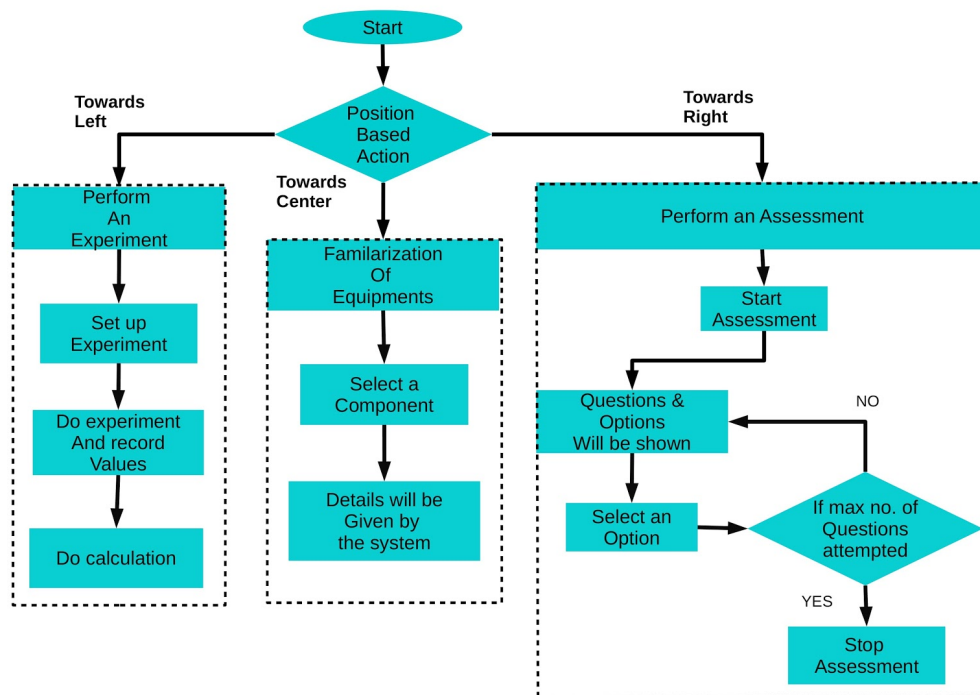 Start
Position
Based
Action
Towards
Left
Towards
Center
Towards
Right
Perform
An
Experiment
Set up
Experiment
Do experiment
And record
Values
Do calculation
Familarization
Of
Equipments
Select a
Component
Details will be
Given by
the system
Perform an Assessment
Start
Assessment
Questions &
Options
Will be shown
Select an
Option
If max no. of
Questions
attempted
NO
YES
Stop
Assessment